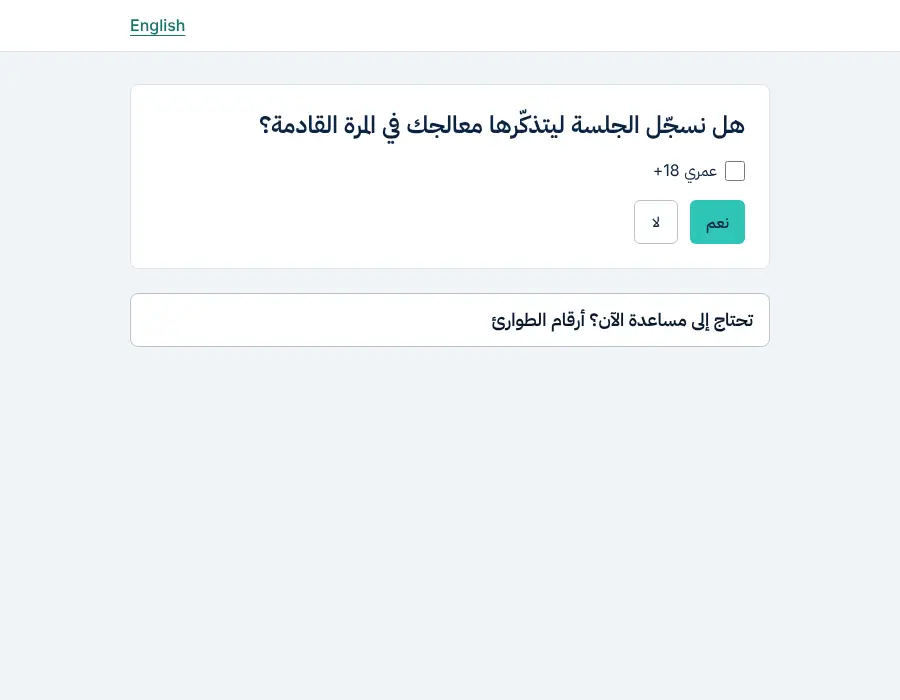 English
هل نسجّل الجلسة ليتذكّرها معالجك في المرة القادمة؟
عمري 18+
نعم
لا
تحتاج إلى مساعدة الآن؟ أرقام الطوارئ